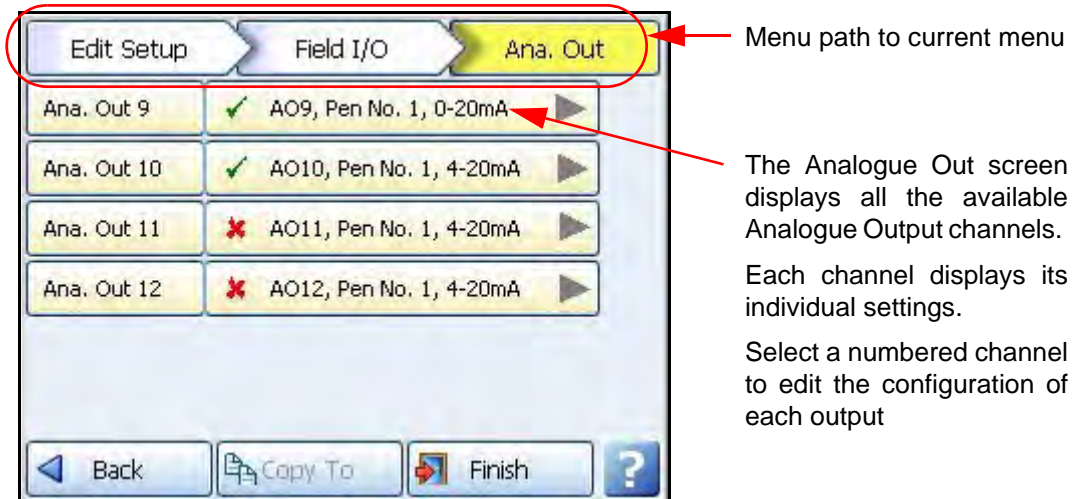 Edit Setup Field I/O Ana. Out
Ana. Out 9 AO9, Pen No. 1, 0-20mA
Ana. Out 10 AO10, Pen No. 1, 4-20mA
Ana. Out 11 AO11, Pen No. 1, 4-20mA
Ana. Out 12 AO12, Pen No. 1, 4-20mA
Back Copy To Finish ?
Menu path to current menu
The Analogue Out screen
displays all the available
Analogue Output channels.
Each channel displays its
individual settings.
Select a numbered channel
to edit the configuration of
each output